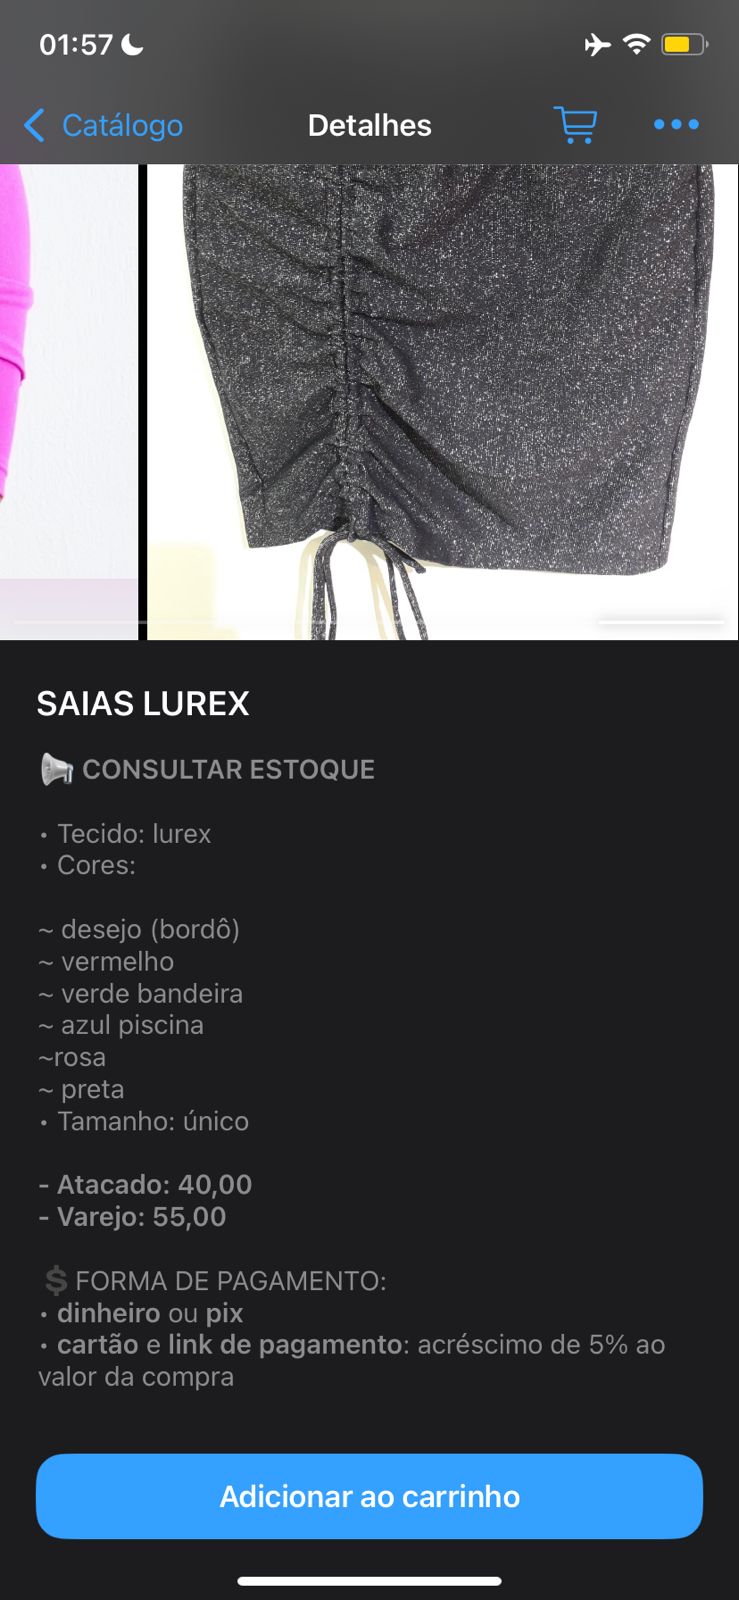 01:57
Catálogo
Detalhes
SAIAS LUREX
📢 CONSULTAR ESTOQUE
• Tecido: lurex
• Cores:
~ desejo (bordô)
~ vermelho
~ verde bandeira
~ azul piscina
~rosa
~ preta
• Tamanho: único
- Atacado: 40,00
- Varejo: 55,00
💲FORMA DE PAGAMENTO:
• dinheiro ou pix
• cartão e link de pagamento: acréscimo de 5% ao
valor da compra
Adicionar ao carrinho